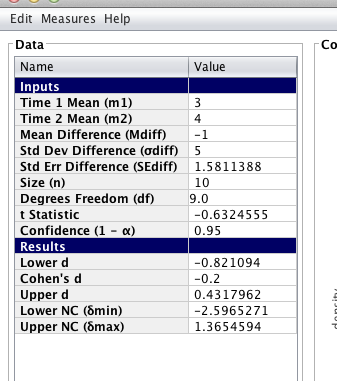 Edit Measures Help
Data
Name Value
Inputs
Time 1 Mean (m1) 3
Time 2 Mean (m2) 4
Mean Difference (Mdiff) -1
Std Dev Difference (σdiff) 5
Std Err Difference (SEdiff) 1.5811388
Size (n) 10
Degrees Freedom (df) 9.0
t Statistic -0.6324555
Confidence (1 - α) 0.95
Results
Lower d -0.821094
Cohen's d -0.2
Upper d 0.4317962
Lower NC (δmin) -2.5965271
Upper NC (δmax) 1.3654594
Co
density